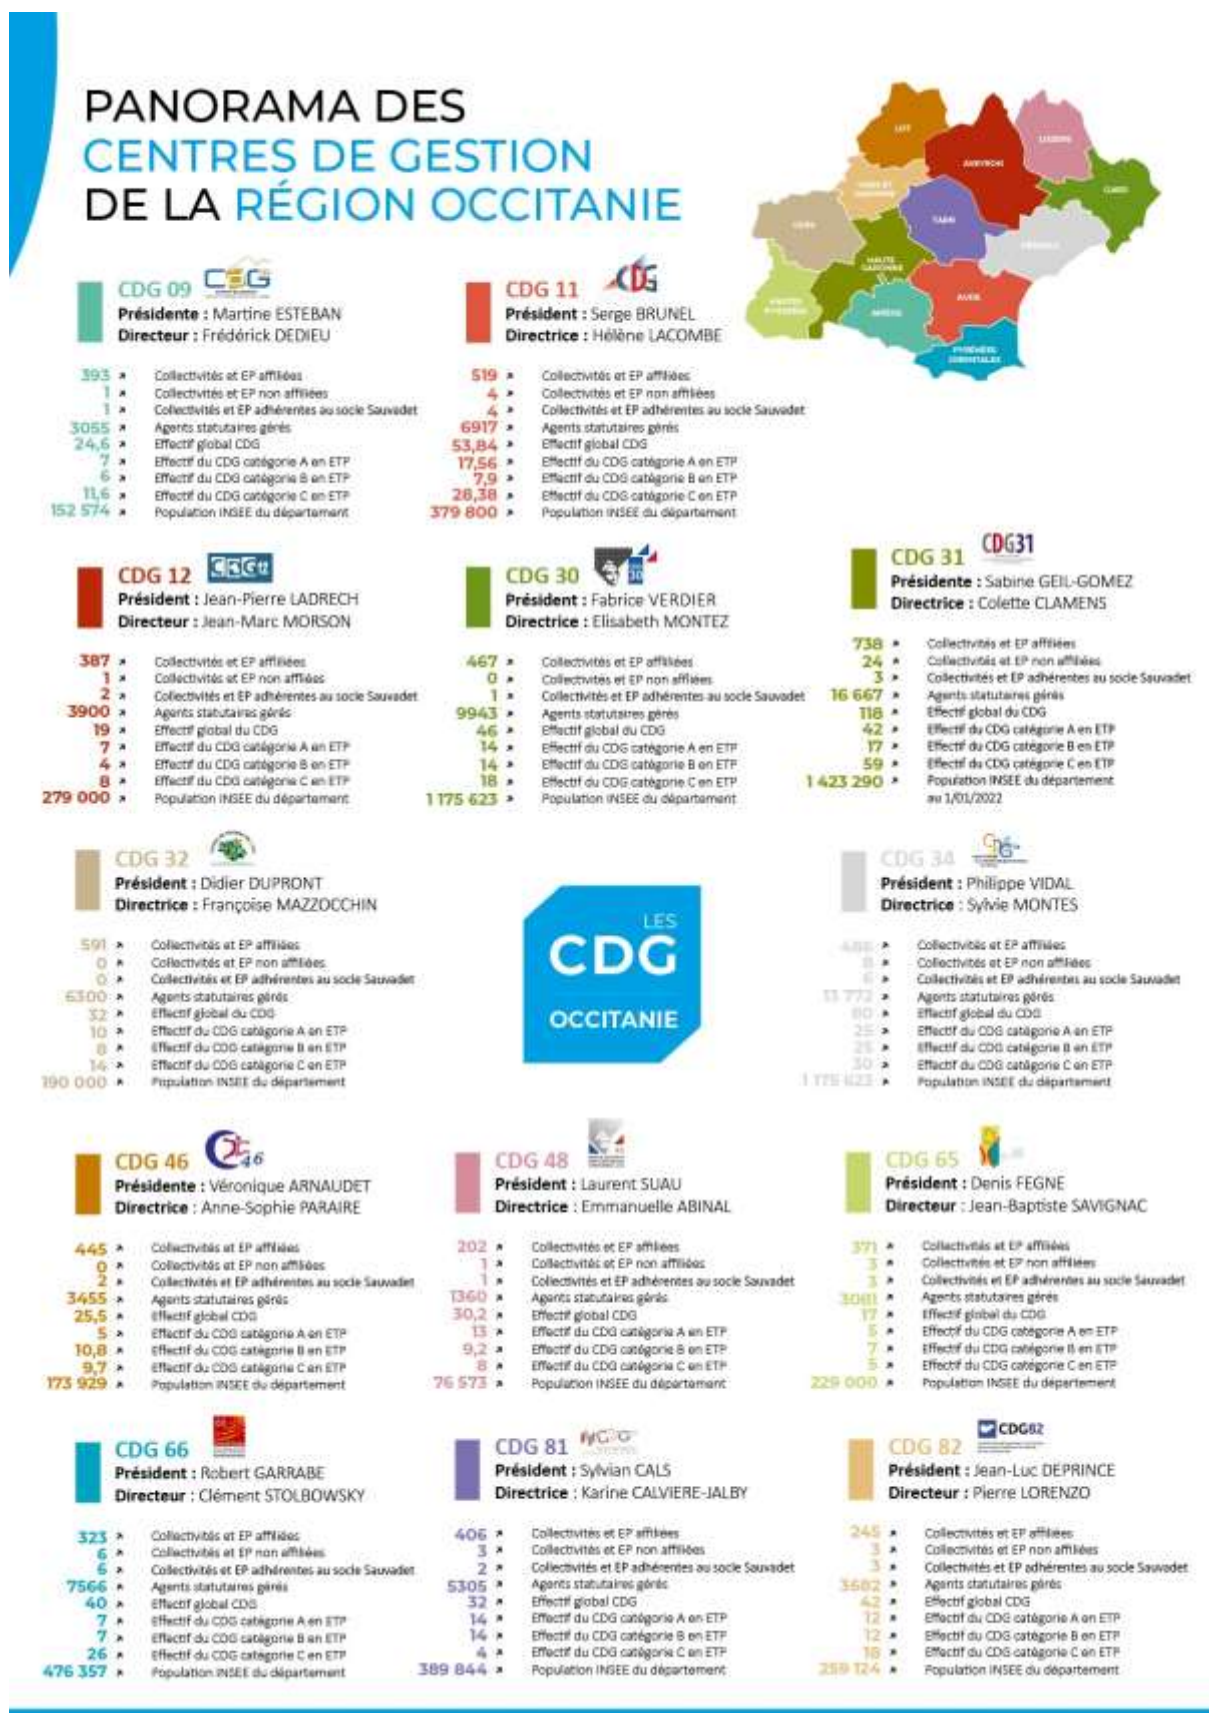 PANORAMA DES
CENTRES DE GESTION
DE LA RÉGION OCCITANIE
LOT
AVEYRON
LOZÈRE
GARD
TARN
GERS
HÉRAULT
HAUTE
GARONNE
HAUTES
PYRÉNÉES
ARIÈGE
AUDE
PYRÉNÉES
ORIENTALES
CDG 09
Présidente : Martine ESTEBAN
Directeur : Frédérick DEDIEU
393 Collectivités et EP affiliées
1 Collectivités et EP non affiliées
1 Collectivités et EP adhérentes au socle Sauvadet
3055 Agents statutaires gérés
24,6 Effectif global CDG
7 Effectif du CDG catégorie A en ETP
6 Effectif du CDG catégorie B en ETP
11,6 Effectif du CDG catégorie C en ETP
152 574 Population INSEE du département
CDG 11
CDG
Président : Serge BRUNEL
Directrice : Hélène LACOMBE
519 Collectivités et EP affiliées
4 Collectivités et EP non affiliées
4 Collectivités et EP adhérentes au socle Sauvadet
6917 Agents statutaires gérés
53,84 Effectif global CDG
17,56 Effectif du CDG catégorie A en ETP
7,9 Effectif du CDG catégorie B en ETP
28,38 Effectif du CDG catégorie C en ETP
379 800 Population INSEE du département
CDG 12
Président : Jean-Pierre LADRECH
Directeur : Jean-Marc MORSON
387 Collectivités et EP affiliées
1 Collectivités et EP non affiliées
2 Collectivités et EP adhérentes au socle Sauvadet
3900 Agents statutaires gérés
19 Effectif global du CDG
7 Effectif du CDG catégorie A en ETP
4 Effectif du CDG catégorie B en ETP
8 Effectif du CDG catégorie C en ETP
279 000 Population INSEE du département
CDG 30
Président : Fabrice VERDIER
Directrice : Elisabeth MONTEZ
467 Collectivités et EP affiliées
0 Collectivités et EP non affliées
1 Collectivités et EP adhérentes au socle Sauvadet
9943 Agents statutaires gérés
46 Effectif global du CDG
14 Effectif du CDG catégorie A en ETP
14 Effectif du CDG catégorie B en ETP
18 Effectif du CDG catégorie C en ETP
1 175 623 Population INSEE du département
CDG 31
CDG31
Présidente : Sabine GEIL-GOMEZ
Directrice : Colette CLAMENS
738 Collectivités et EP affiliées
24 Collectivités et EP non affiliées
3 Collectivités et EP adhérentes au socle Sauvadet
16 667 Agents statutaires gérés
118 Effectif global du CDG
42 Effectif du CDG catégorie A en ETP
17 Effectif du CDG catégorie B en ETP
59 Effectif du CDG catégorie C en ETP
1 423 290 Population INSEE du département
au 1/01/2022
CDG 32
Président : Didier DUPRONT
Directrice : Françoise MAZZOCCHIN
591 Collectivités et EP affiliées
0 Collectivités et EP non affiliées
0 Collectivités et EP adhérentes au socle Sauvadet
6300 Agents statutaires gérés
32 Effectif global du CDG
10 Effectif du CDG catégorie A en ETP
8 Effectif du CDG catégorie B en ETP
14 Effectif du CDG catégorie C en ETP
190 000 Population INSEE du département
LES
CDG
OCCITANIE
CDG 34
Président : Philippe VIDAL
Directrice : Sylvie MONTES
Collectivités et EP affiliées
8 Collectivités et EP non affiliées
6 Collectivités et EP adhérentes au socle Sauvadet
13 772 Agents statutaires gérés
80 Effectif global du CDG
25 Effectif du CDG catégorie A en ETP
25 Effectif du CDG catégorie B en ETP
30 Effectif du CDG catégorie C en ETP
1 175 623 Population INSEE du département
CDG 46
Présidente : Véronique ARNAUDET
Directrice : Anne-Sophie PARAIRE
445 Collectivités et EP affiliées
0 Collectivités et EP non affiliées
2 Collectivités et EP adhérentes au socle Sauvadet
3455 Agents statutaires gérés
25,5 Effectif global CDG
5 Effectif du CDG catégorie A en ETP
10,8 Effectif du CDG catégorie B en ETP
9,7 Effectif du CDG catégorie C en ETP
173 929 Population INSEE du département
CDG 48
Président : Laurent SUAU
Directrice : Emmanuelle ABINAL
202 Collectivités et EP affiliées
1 Collectivités et EP non affiliées
1 Collectivités et EP adhérentes au socle Sauvadet
1360 Agents statutaires gérés
30,2 Effectif global CDG
13 Effectif du CDG catégorie A en ETP
9,2 Effectif du CDG catégorie B en ETP
8 Effectif du CDG catégorie C en ETP
76 573 Population INSEE du département
CDG 65
Président : Denis FEGNE
Directeur : Jean-Baptiste SAVIGNAC
371 Collectivités et EP affiliées
3 Collectivités et EP non affiliées
3 Collectivités et EP adhérentes au socle Sauvadet
3081 Agents statutaires gérés
17 Effectif global du CDG
5 Effectif du CDG catégorie A en ETP
7 Effectif du CDG catégorie B en ETP
5 Effectif du CDG catégorie C en ETP
229 000 Population INSEE du département
CDG 66
Président : Robert GARRABE
Directeur : Clément STOLBOWSKY
323 Collectivités et EP affiliées
6 Collectivités et EP non affiliées
6 Collectivités et EP adhérentes au socle Sauvadet
7566 Agents statutaires gérés
40 Effectif global CDG
7 Effectif du CDG catégorie A en ETP
7 Effectif du CDG catégorie B en ETP
26 Effectif du CDG catégorie C en ETP
476 357 Population INSEE du département
CDG 81
Président : Sylvian CALS
Directrice : Karine CALVIERE-JALBY
406 Collectivités et EP affiliées
3 Collectivités et EP non affiliées
2 Collectivités et EP adhérentes au socle Sauvadet
5305 Agents statutaires gérés
32 Effectif global CDG
14 Effectif du CDG catégorie A en ETP
14 Effectif du CDG catégorie B en ETP
4 Effectif du CDG catégorie C en ETP
389 844 Population INSEE du département
CDG 82
CDG82
Président : Jean-Luc DEPRINCE
Directeur : Pierre LORENZO
245 Collectivités et EP affiliées
3 Collectivités et EP non affiliées
3 Collectivités et EP adhérentes au socle Sauvadet
3682 Agents statutaires gérés
42 Effectif global CDG
12 Effectif du CDG catégorie A en ETP
12 Effectif du CDG catégorie B en ETP
18 Effectif du CDG catégorie C en ETP
259 124 Population INSEE du département